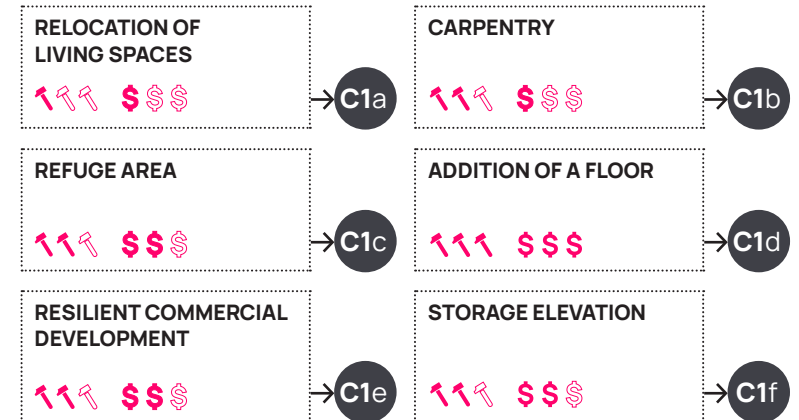 RELOCATION OF
LIVING SPACES
$$$
C1a
CARPENTRY
$$$
C1b
REFUGE AREA
$$$
C1c
ADDITION OF A FLOOR
$$$
C1d
RESILIENT COMMERCIAL
DEVELOPMENT
$$$
C1e
STORAGE ELEVATION
$$$
C1f